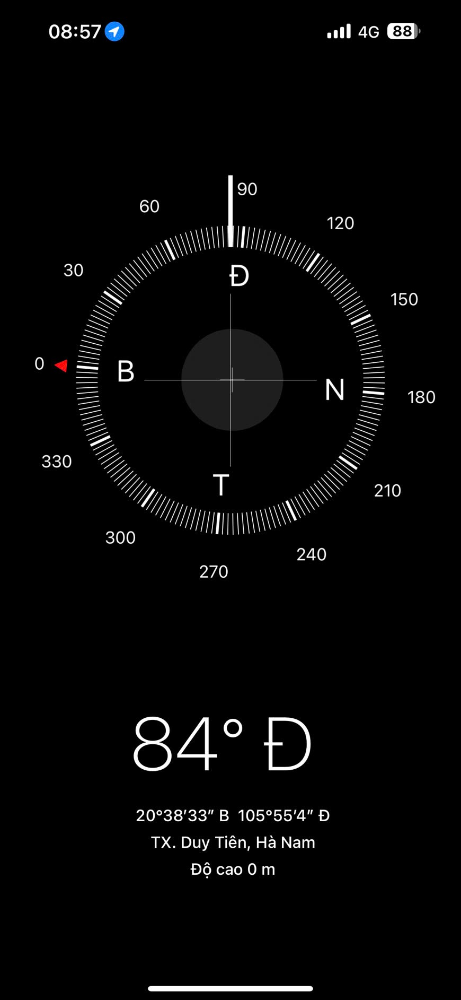 08:57 4G 88
90
60
120
30
Đ
150
0
B
N
180
330
T
210
300
240
270
84° Đ
20°38’33” B 105°55’4” Đ
TX. Duy Tiên, Hà Nam
Độ cao 0 m